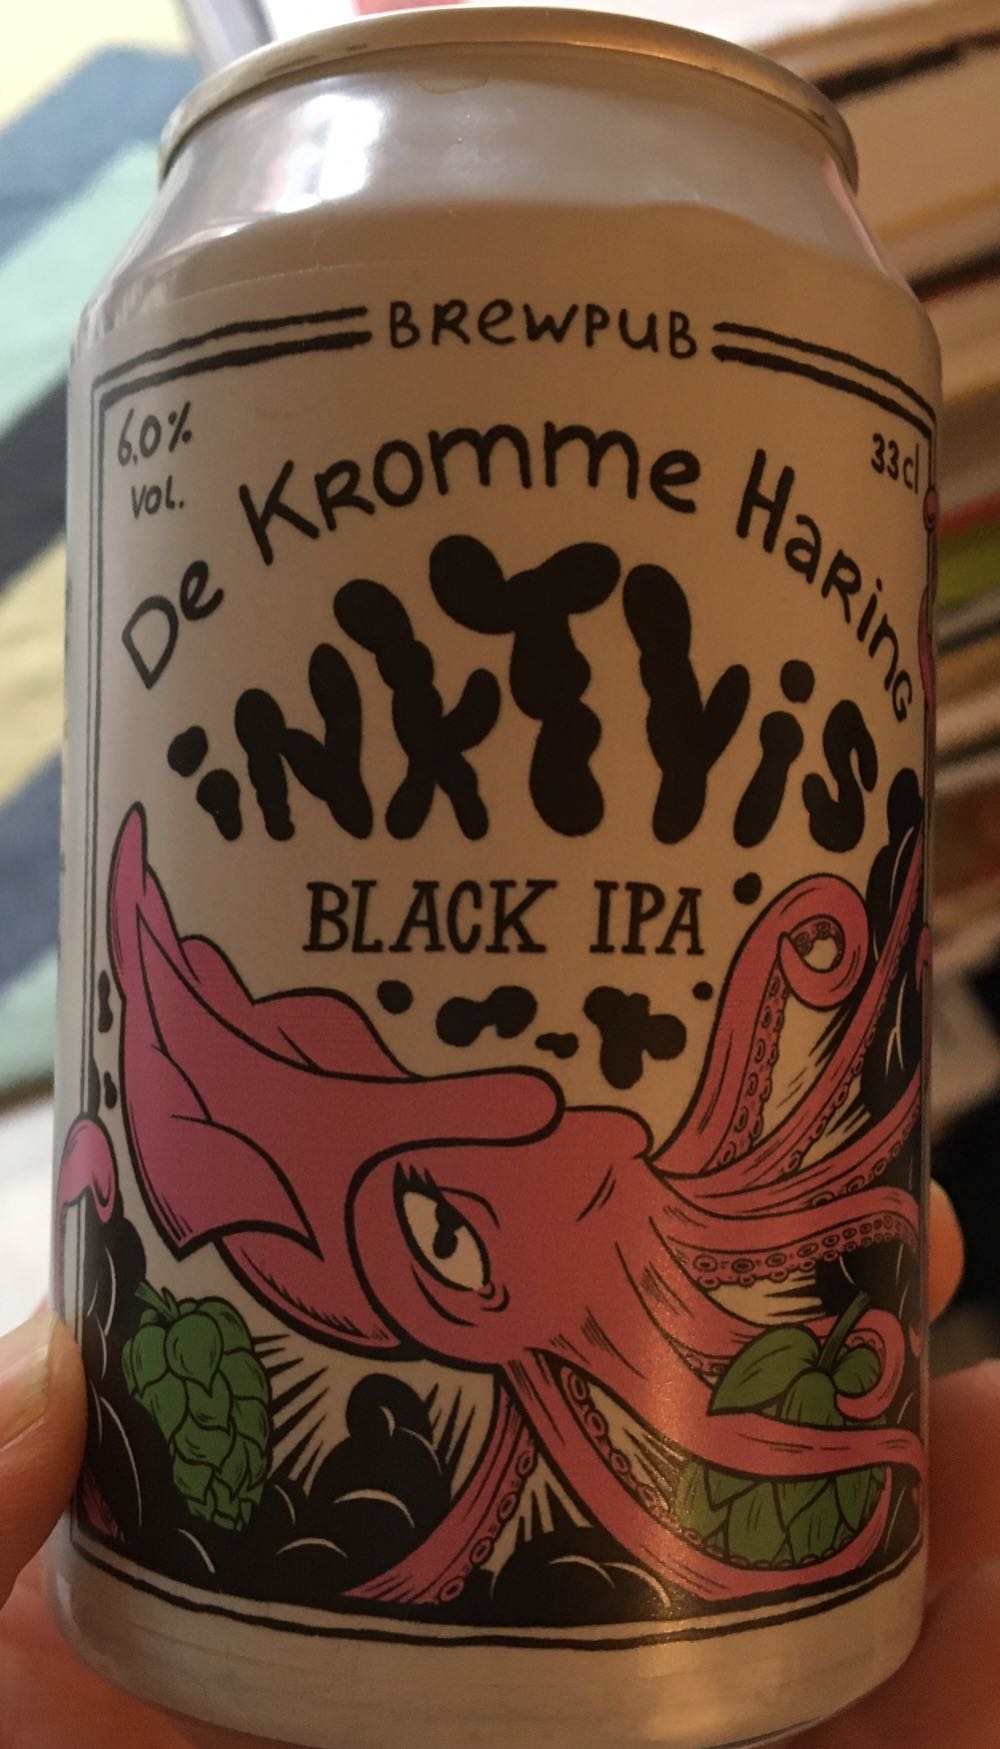 BREWPUB
6,0%
VOL.
33cl
De Kromme Haring
iNKTViS
BLACK IPA